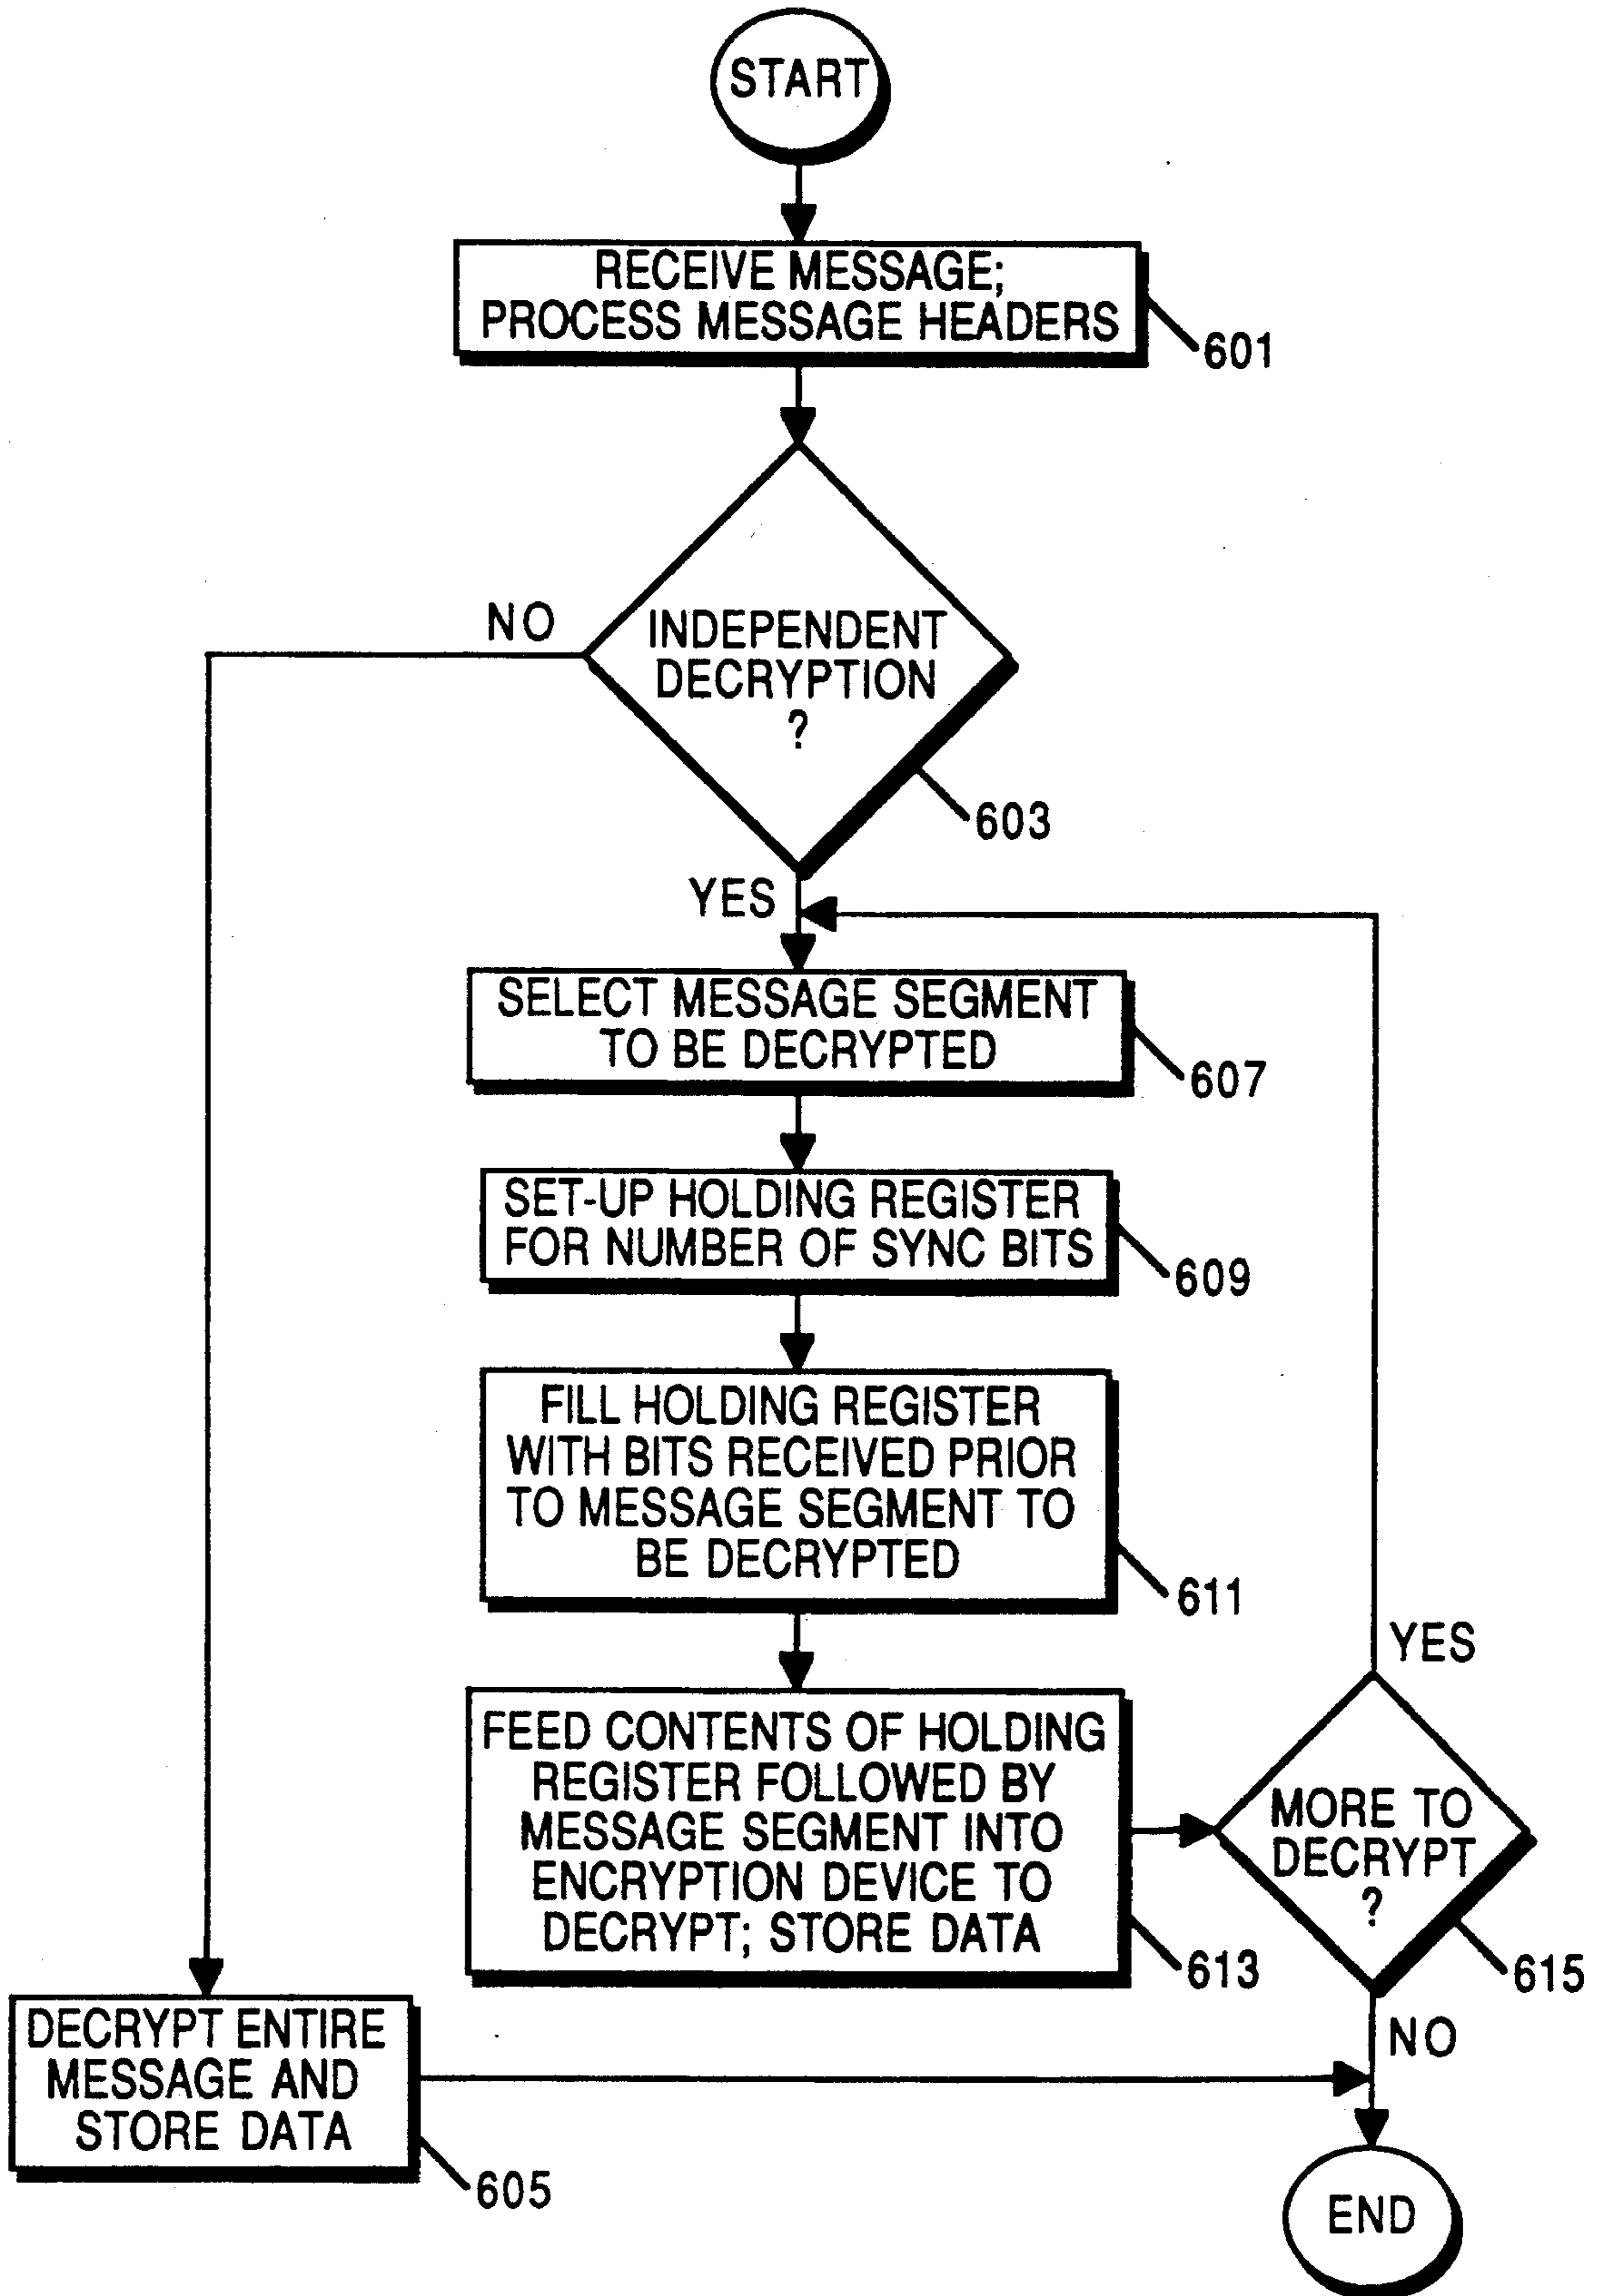 START
RECEIVE MESSAGE;
PROCESS MESSAGE HEADERS
601
NO
INDEPENDENT
DECRYPTION
?
603
YES
SELECT MESSAGE SEGMENT
TO BE DECRYPTED
607
SET-UP HOLDING REGISTER
FOR NUMBER OF SYNC BITS
609
FILL HOLDING REGISTER
WITH BITS RECEIVED PRIOR
TO MESSAGE SEGMENT TO
BE DECRYPTED
611
FEED CONTENTS OF HOLDING
REGISTER FOLLOWED BY
MESSAGE SEGMENT INTO
ENCRYPTION DEVICE TO
DECRYPT; STORE DATA
613
YES
MORE TO
DECRYPT
?
615
NO
DECRYPT ENTIRE
MESSAGE AND
STORE DATA
605
END